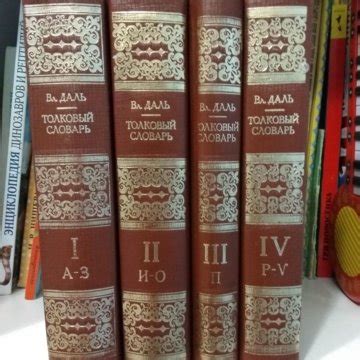 ЭНЦИКЛОПЕДИЯ ДИНОЗАВРОВ И РЕПТИЛИЙ
Вл. ДАЛЬ
ТОЛКОВЫЙ
СЛОВАРЬ
I
А-З
Вл. ДАЛЬ
ТОЛКОВЫЙ
СЛОВАРЬ
II
И-О
Вл. ДАЛЬ
ТОЛКОВЫЙ
СЛОВАРЬ
III
П
Вл. ДАЛЬ
ТОЛКОВЫЙ
СЛОВАРЬ
IV
Р-V